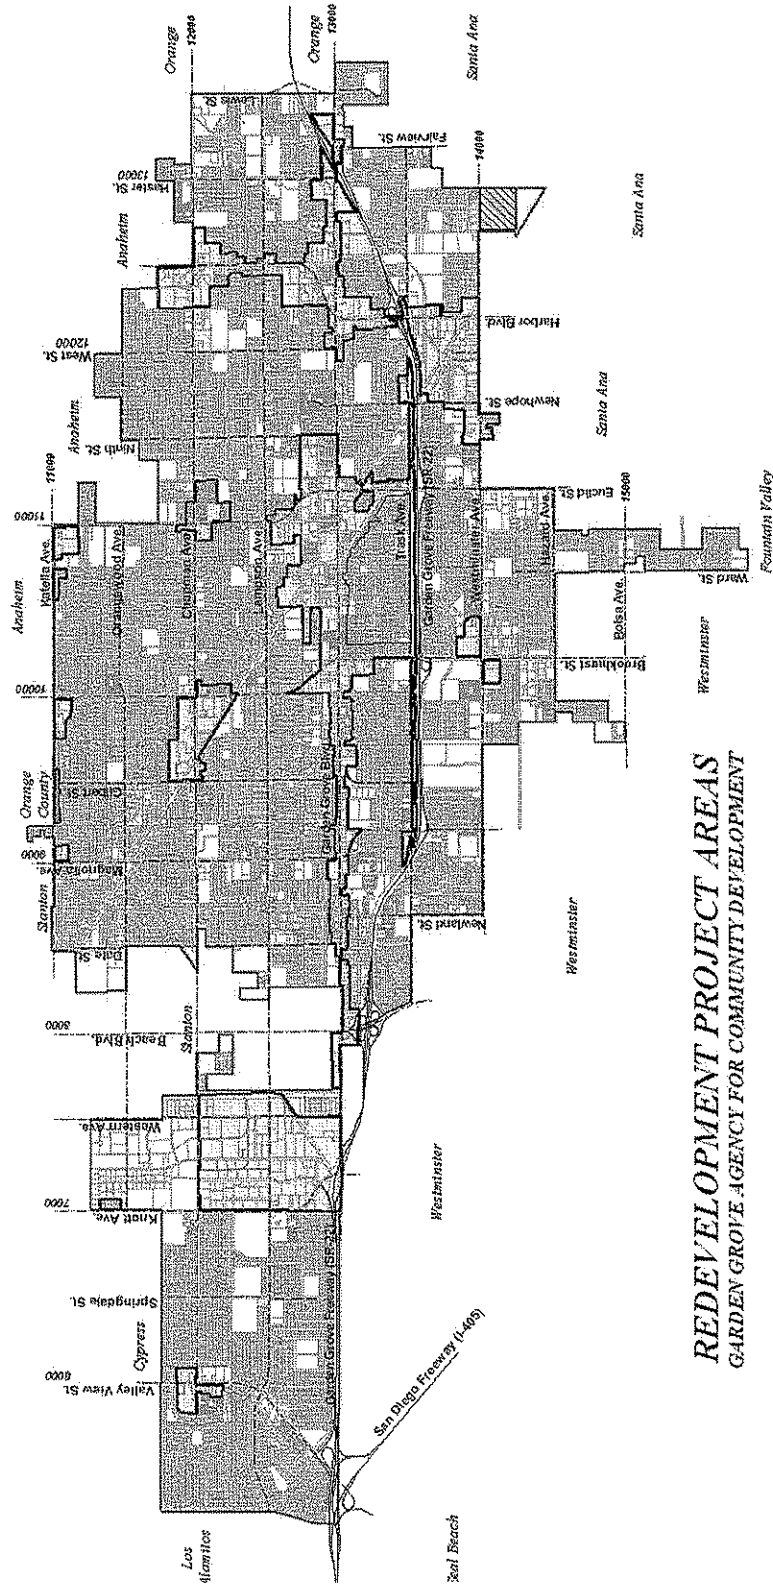 Los
Cypress
Valley View St.
6000
Springdale St.
Knott Ave.
7000
Western Ave.
Stanton
Beach Blvd.
8000
Dale St.
Stanton
Magnolia Ave.
9000
Orange
County
Gilbert St.
10000
Anaheim
Katella Ave.
11000
11000
Orangewood Ave.
Chapman Ave.
Lampson Ave.
Garden Grove Blvd.
Ninth St.
Anaheim
West St.
12000
Anaheim
Haster St.
13000
Lewis St.
Orange
12000
Orange
13000
Fairview St.
14000
Santa Ana
Santa Ana
Harbor Blvd.
Newhope St.
Santa Ana
Trask Ave.
Garden Grove Freeway (SR-22)
Westminster Ave.
Hazard Ave.
Euclid St.
15000
Bolsa Ave.
Ward St.
Fountain Valley
Brookhurst St.
Westminster
Newland St.
Westminster
Westminster
Garden Grove Freeway (SR-22)
San Diego Freeway (I-405)
Beach
REDEVELOPMENT PROJECT AREAS
GARDEN GROVE AGENCY FOR COMMUNITY DEVELOPMENT